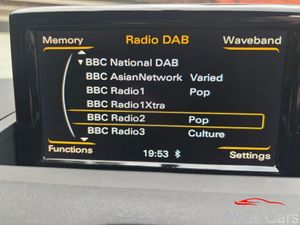 Memory Radio DAB Waveband
BBC National DAB
BBC AsianNetwork Varied
BBC Radio1 Pop
BBC Radio1Xtra
BBC Radio2 Pop
BBC Radio3 Culture
Functions 19:53 Settings
Cars